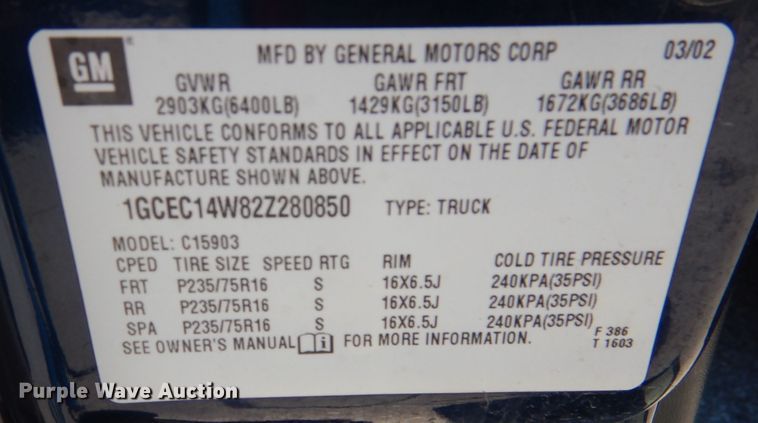 GM MFD BY GENERAL MOTORS CORP 03/02
GVWR GAWR FRT GAWR RR
2903KG(6400LB) 1429KG(3150LB) 1672KG(3686LB)
THIS VEHICLE CONFORMS TO ALL APPLICABLE U.S. FEDERAL MOTOR
VEHICLE SAFETY STANDARDS IN EFFECT ON THE DATE OF
MANUFACTURE SHOWN ABOVE.
1GCEC14W82Z280850 TYPE: TRUCK
MODEL: C15903
CPED TIRE SIZE SPEED RTG RIM COLD TIRE PRESSURE
FRT P235/75R16 S 16X6.5J 240KPA(35PSI)
RR P235/75R16 S 16X6.5J 240KPA(35PSI)
SPA P235/75R16 S 16X6.5J 240KPA(35PSI)
SEE OWNER'S MANUAL i FOR MORE INFORMATION.
F 386
T 1603
Purple Wave Auction